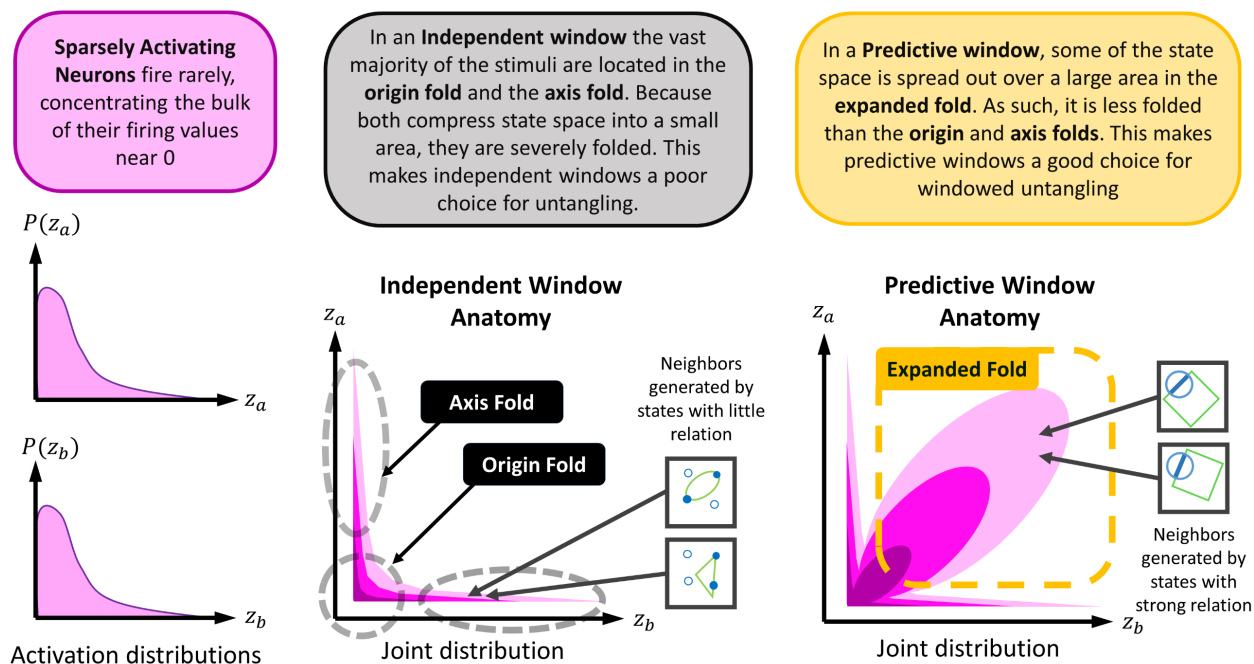 Sparsely Activating
Neurons fire rarely,
concentrating the bulk
of their firing values
near 0
In an Independent window the vast
majority of the stimuli are located in the
origin fold and the axis fold. Because
both compress state space into a small
area, they are severely folded. This
makes independent windows a poor
choice for untangling.
In a Predictive window, some of the state
space is spread out over a large area in the
expanded fold. As such, it is less folded
than the origin and axis folds. This makes
predictive windows a good choice for
windowed untangling
P(z_a)
z_a
P(z_b)
z_b
Activation distributions
Independent Window
Anatomy
z_a
Axis Fold
Origin Fold
Neighbors
generated by
states with little
relation
z_b
Joint distribution
Predictive Window
Anatomy
z_a
Expanded Fold
Neighbors
generated by
states with
strong relation
z_b
Joint distribution